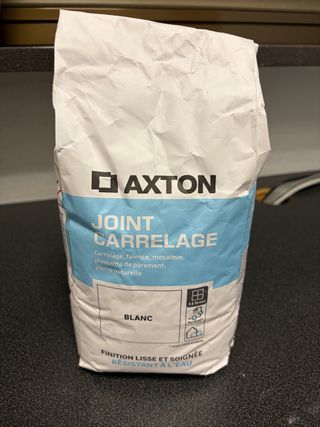 AXTON
JOINT
CARRELAGE
Carrelage, faïence, mosaïque,
plaquette de parement,
pierre naturelle
BLANC
FINITION LISSE ET SOIGNÉE
RÉSISTANT À L'EAU